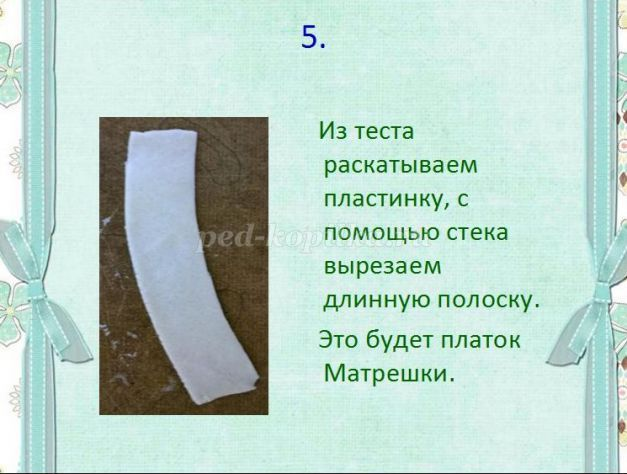 5.
Из теста
раскатываем
пластинку, с
помощью стека
вырезаем
длинную полоску.
Это будет платок
Матрешки.